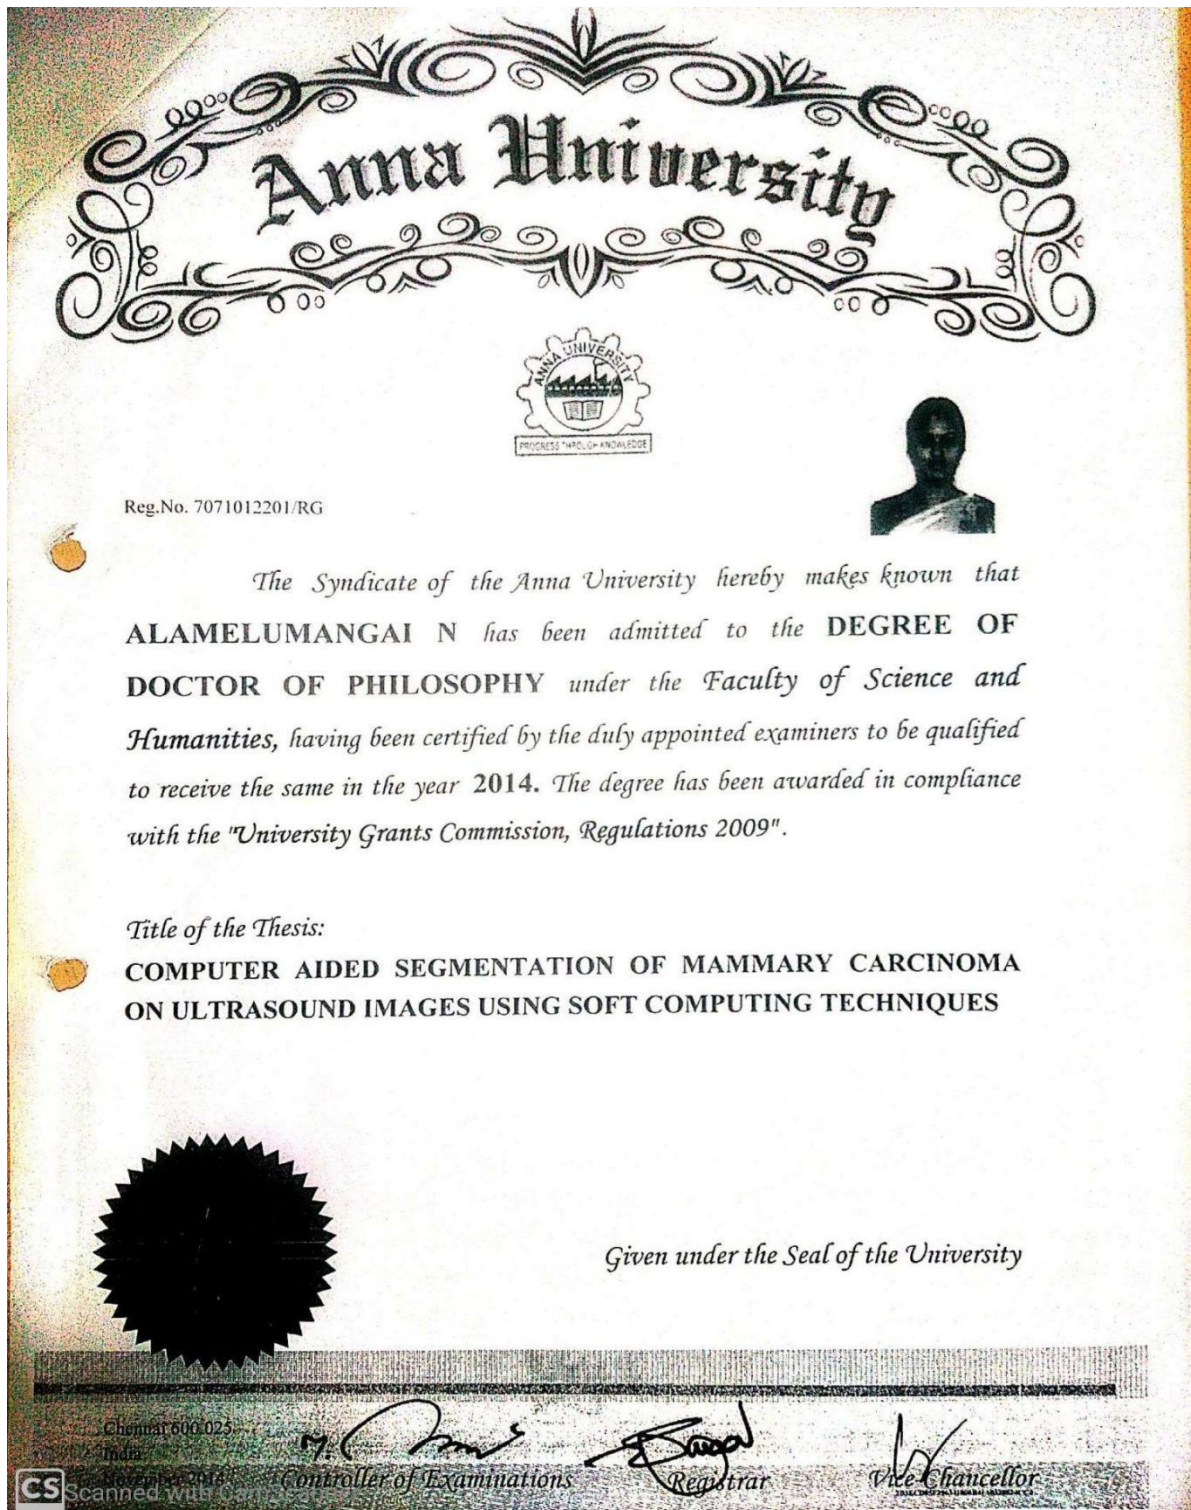 Anna University
ANNA UNIVERSITY
PROGRESS THROUGH KNOWLEDGE
Reg.No. 7071012201/RG
The Syndicate of the Anna University hereby makes known that
ALAMELUMANGAI N has been admitted to the DEGREE OF
DOCTOR OF PHILOSOPHY under the Faculty of Science and
Humanities, having been certified by the duly appointed examiners to be qualified
to receive the same in the year 2014. The degree has been awarded in compliance
with the "University Grants Commission, Regulations 2009".
Title of the Thesis:
COMPUTER AIDED SEGMENTATION OF MAMMARY CARCINOMA
ON ULTRASOUND IMAGES USING SOFT COMPUTING TECHNIQUES
Given under the Seal of the University
Chennai 600 025
India
November 2014
Controller of Examinations
Registrar
Vice Chancellor
CS Scanned with